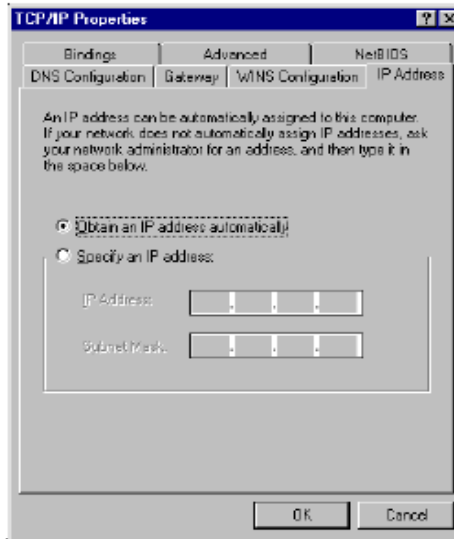 TCP/IP Properties
Bindings Advanced NetBIOS
DNS Configuration Gateway WINS Configuration IP Address
An IP address can be automatically assigned to this computer.
If your network does not automatically assign IP addresses, ask
your network administrator for an address, and then type it in
the space below.
Obtain an IP address automatically
Specify an IP address:
IP Address:
Subnet Mask:
OK Cancel